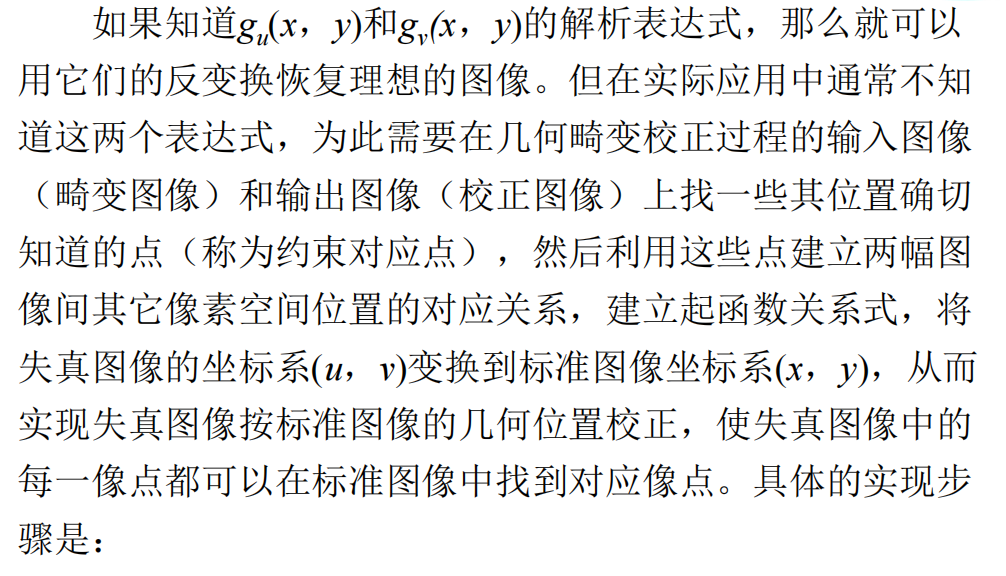 如果知道gu(x，y)和gv(x，y)的解析表达式，那么就可以
用它们的反变换恢复理想的图像。但在实际应用中通常不知
道这两个表达式，为此需要在几何畸变校正过程的输入图像
（畸变图像）和输出图像（校正图像）上找一些其位置确切
知道的点（称为约束对应点），然后利用这些点建立两幅图
像间其它像素空间位置的对应关系，建立起函数关系式，将
失真图像的坐标系(u，v)变换到标准图像坐标系(x，y)，从而
实现失真图像按标准图像的几何位置校正，使失真图像中的
每一像点都可以在标准图像中找到对应像点。具体的实现步
骤是：